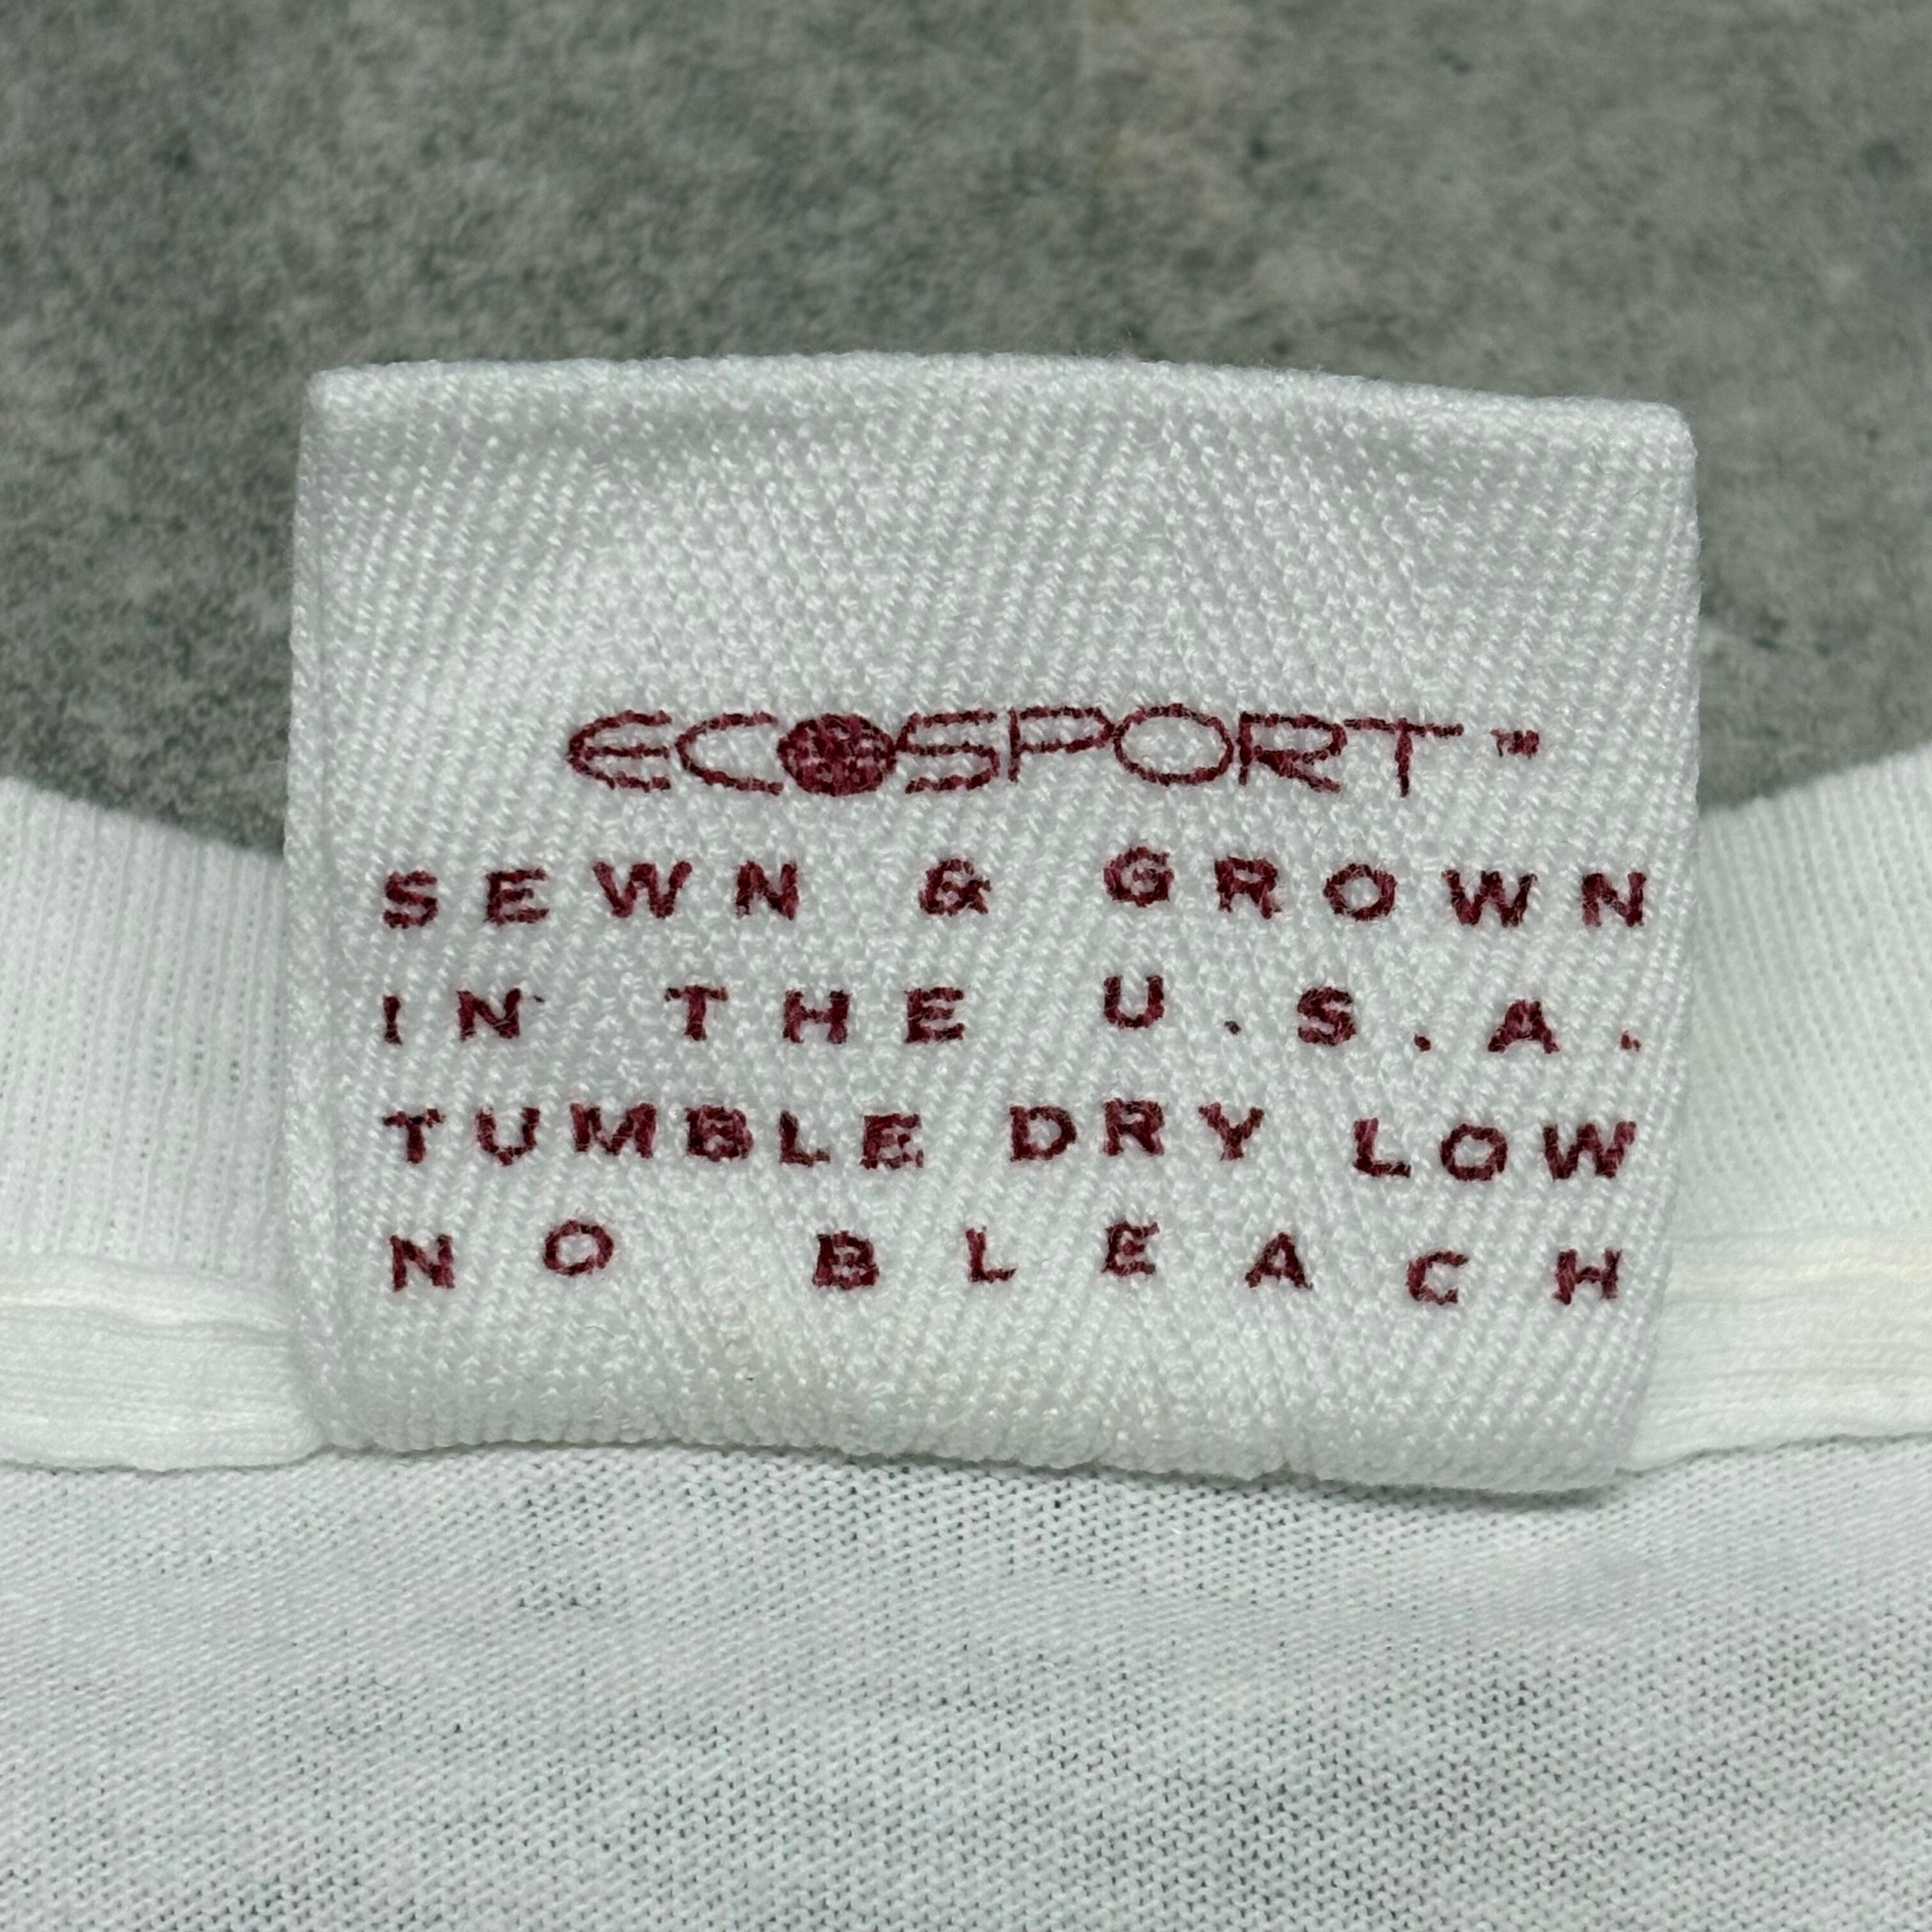 ECOSPORT™
SEWN & GROWN
IN THE U.S.A.
TUMBLE DRY LOW
NO BLEACH